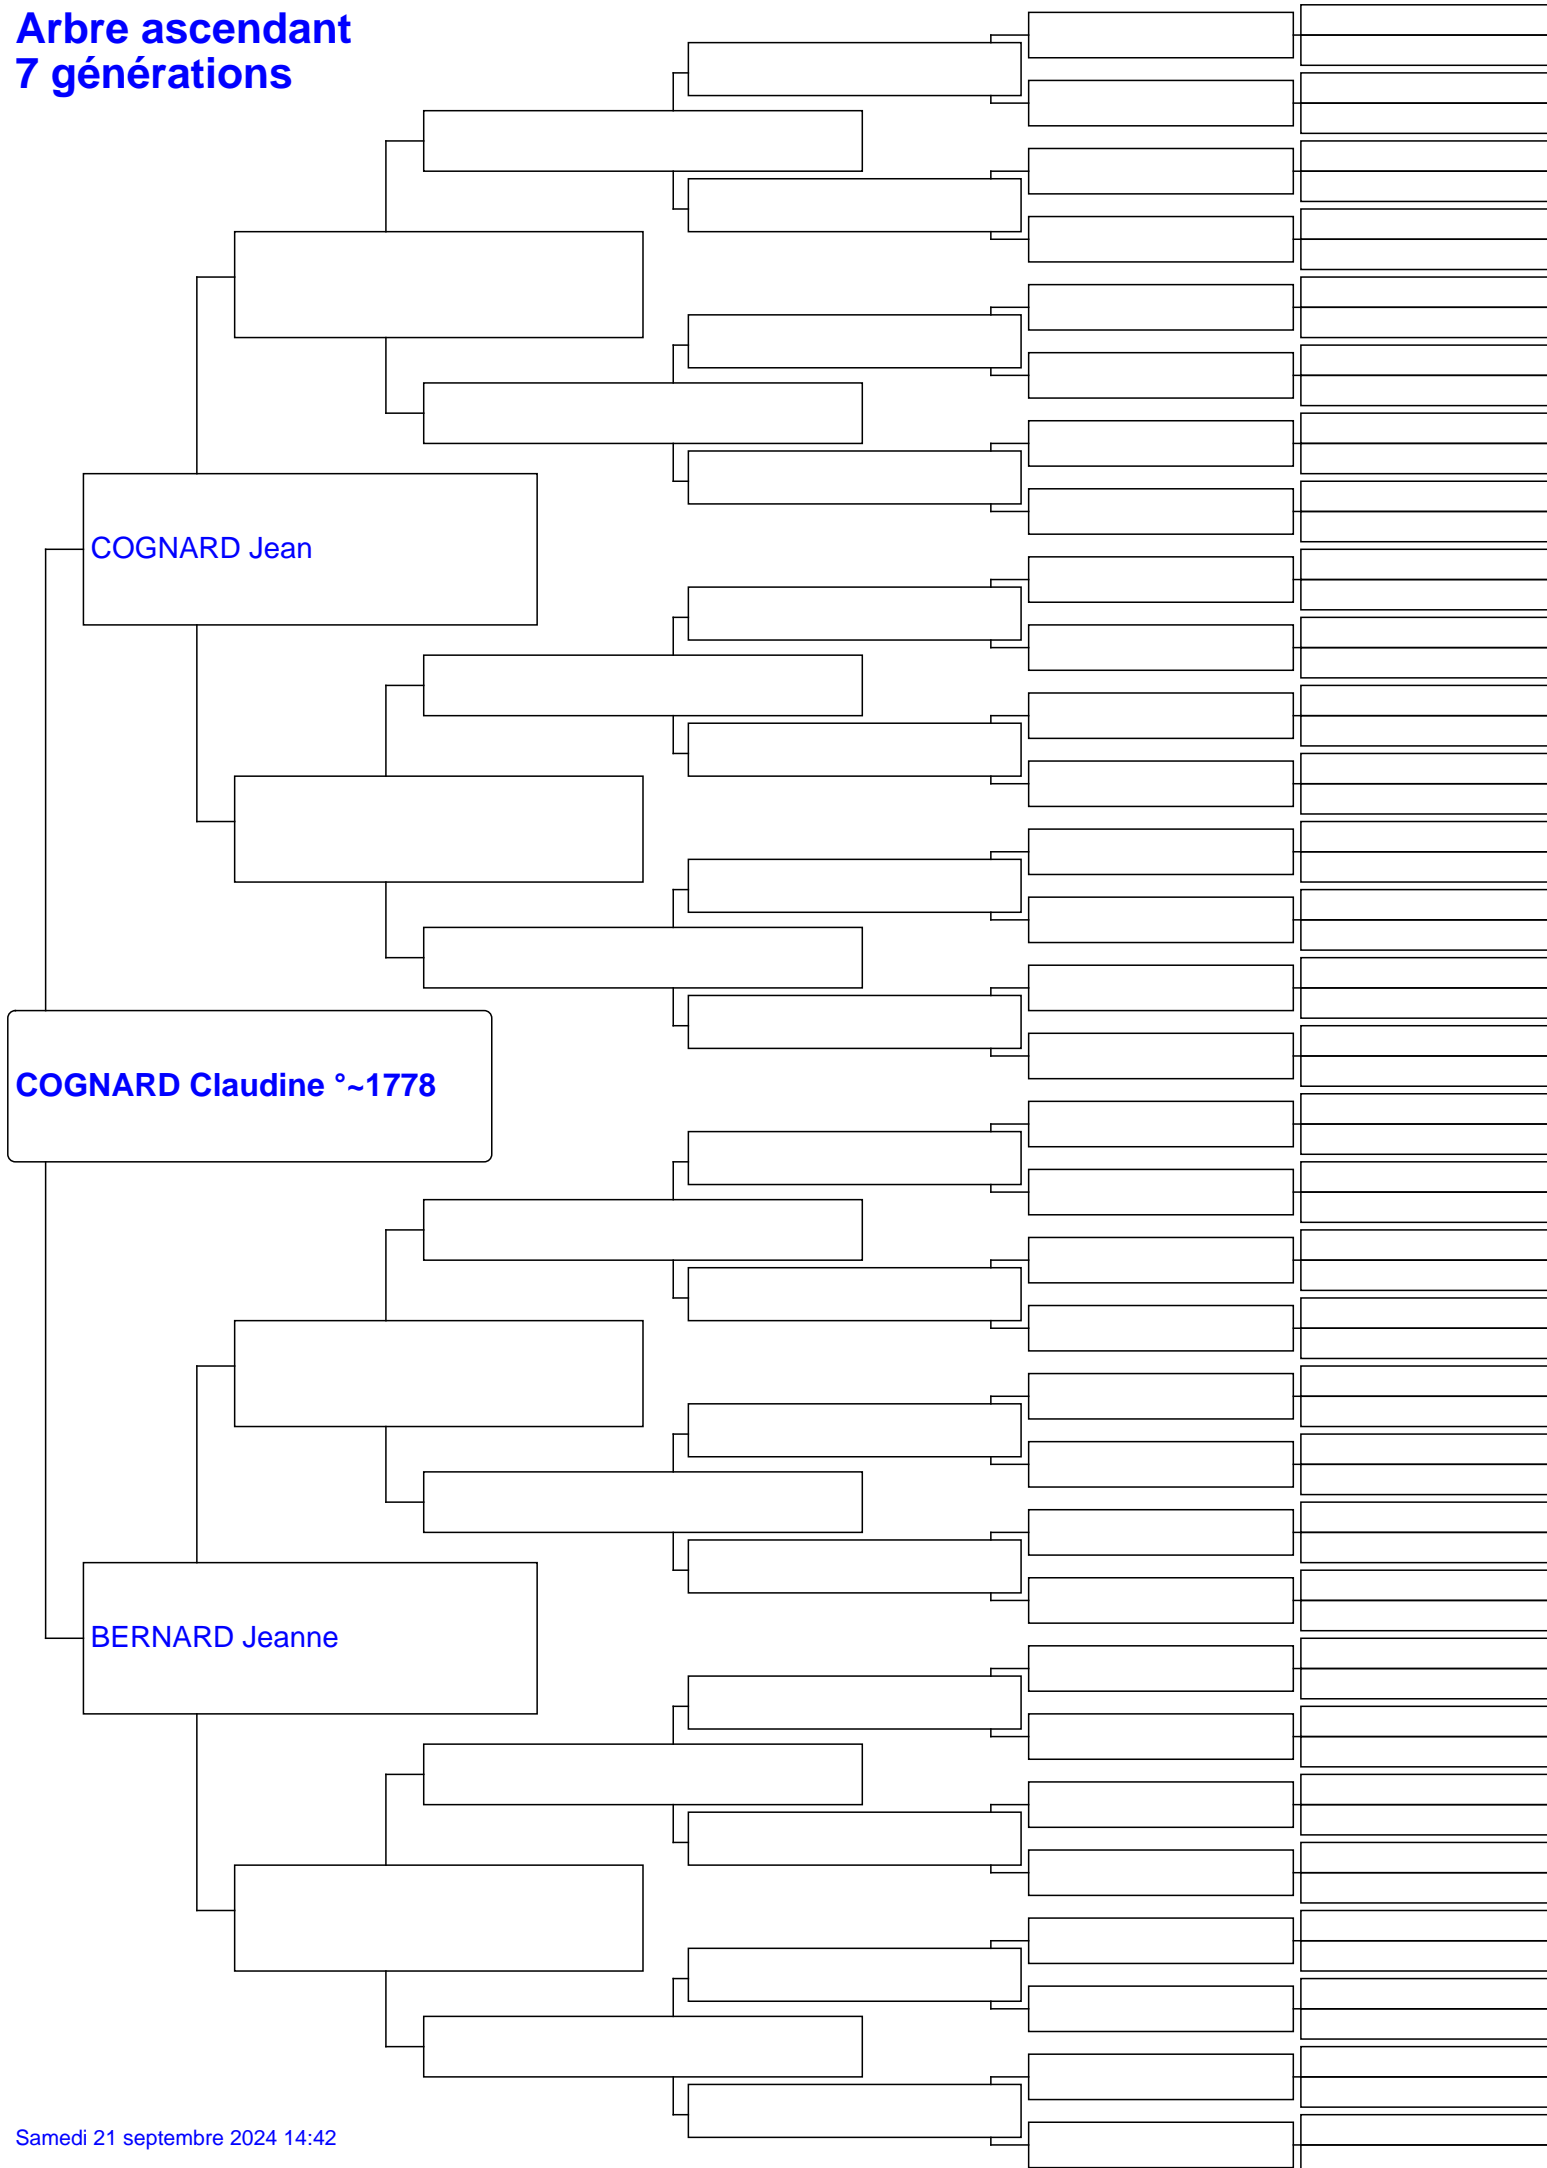 Arbre ascendant
7 générations
COGNARD Jean
COGNARD Claudine °~1778
BERNARD Jeanne
Samedi 21 septembre 2024 14:42